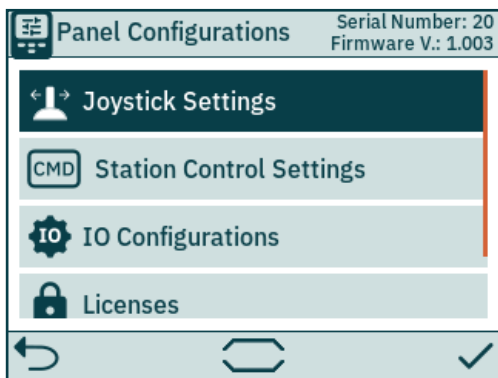 Panel Configurations
Serial Number: 20
Firmware V.: 1.003
Joystick Settings
CMD
Station Control Settings
IO
IO Configurations
Licenses